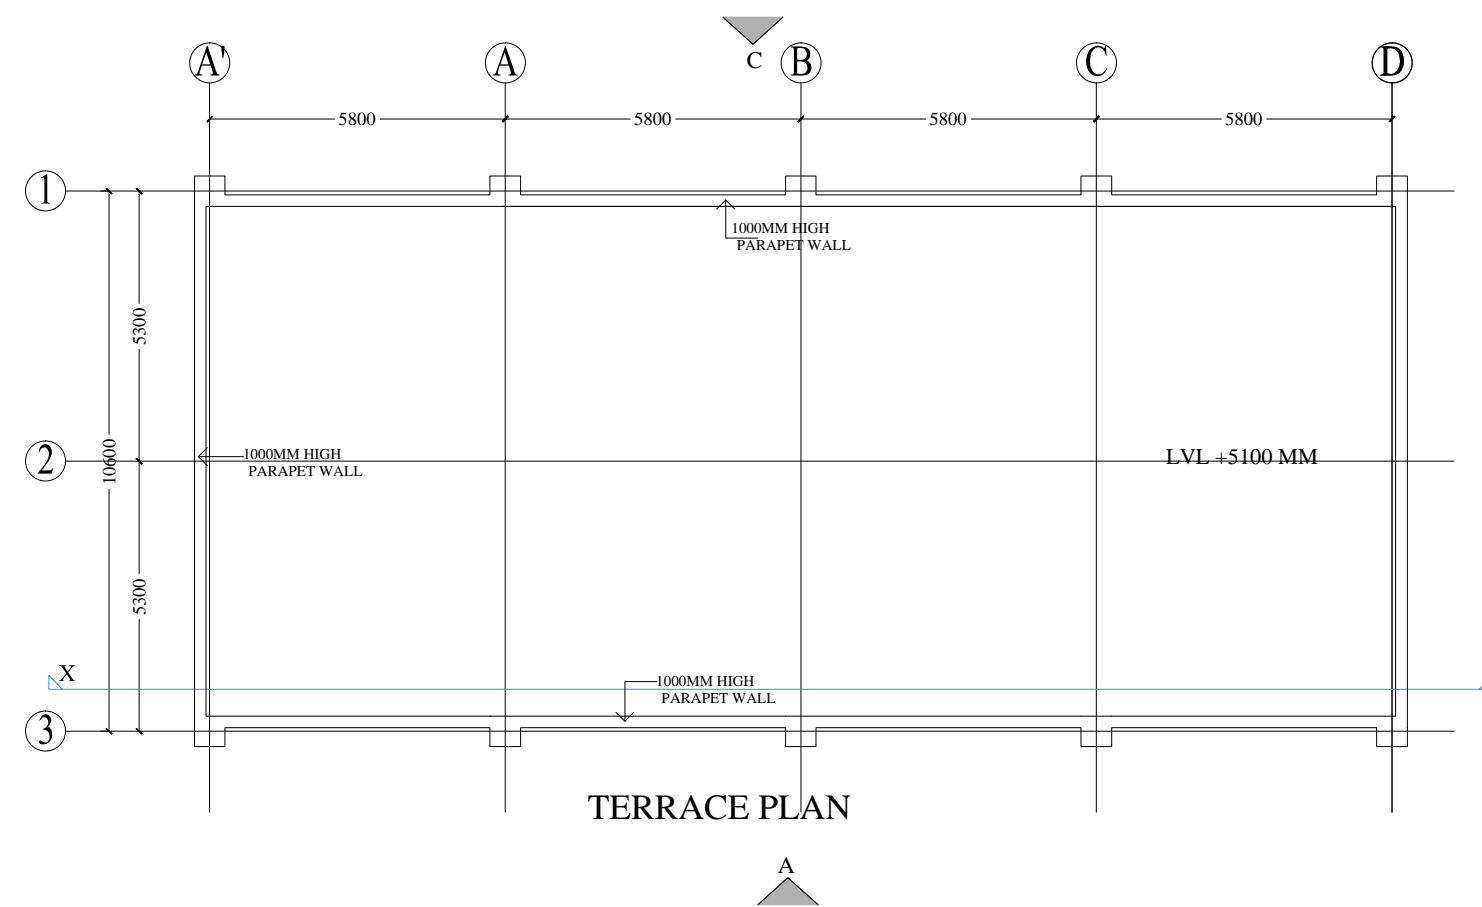 C
A'
A
B
C
D
5800
5800
5800
5800
1
1000MM HIGH
PARAPET WALL
5300
2
10600
1000MM HIGH
PARAPET WALL
LVL +5100 MM
5300
X
1000MM HIGH
PARAPET WALL
3
TERRACE PLAN
A